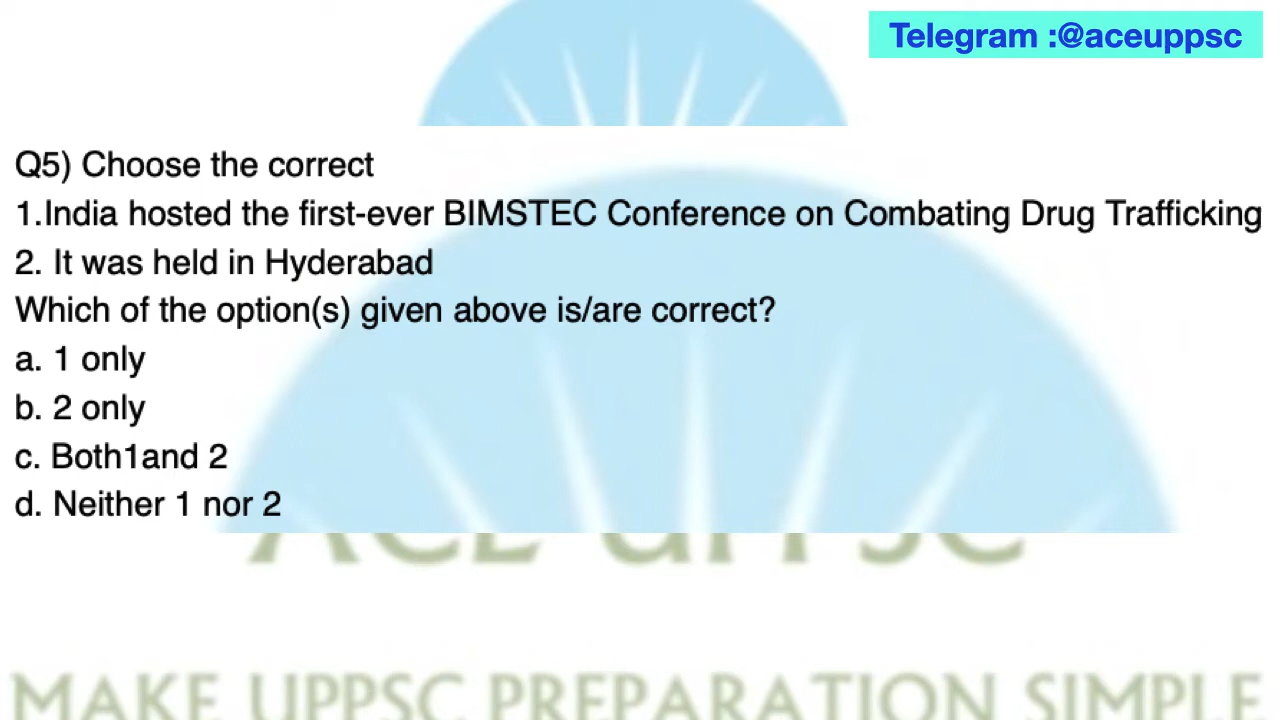 Telegram :@aceuppsc
Q5) Choose the correct
1.India hosted the first-ever BIMSTEC Conference on Combating Drug Trafficking
2. It was held in Hyderabad
Which of the option(s) given above is/are correct?
a. 1 only
b. 2 only
c. Both1and 2
d. Neither 1 nor 2
ACE UPPSC
MAKE UPPSC PREPARATION SIMPLE